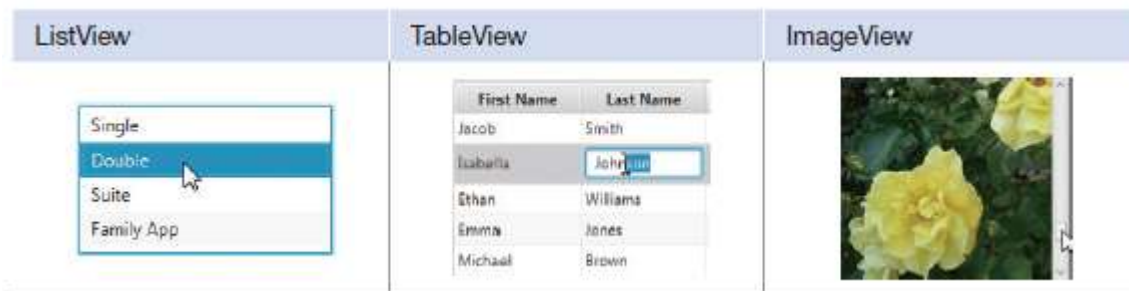 ListView TableView ImageView
Single
Double
Suite
Family App
First Name Last Name
Jacob Smith
Isabella Johnson
Ethan Williams
Emma Jones
Michael Brown